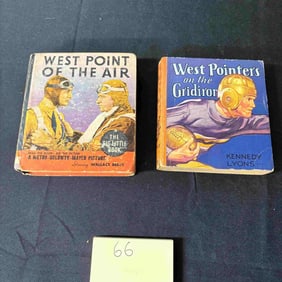 WEST POINT
OF THE AIR
THE
BIG LITTLE
BOOK
A METRO-GOLDWYN-MAYER PICTURE
WALLACE BEERY
West Pointers
on the
Gridiron
KENNEDY
LYONS
66